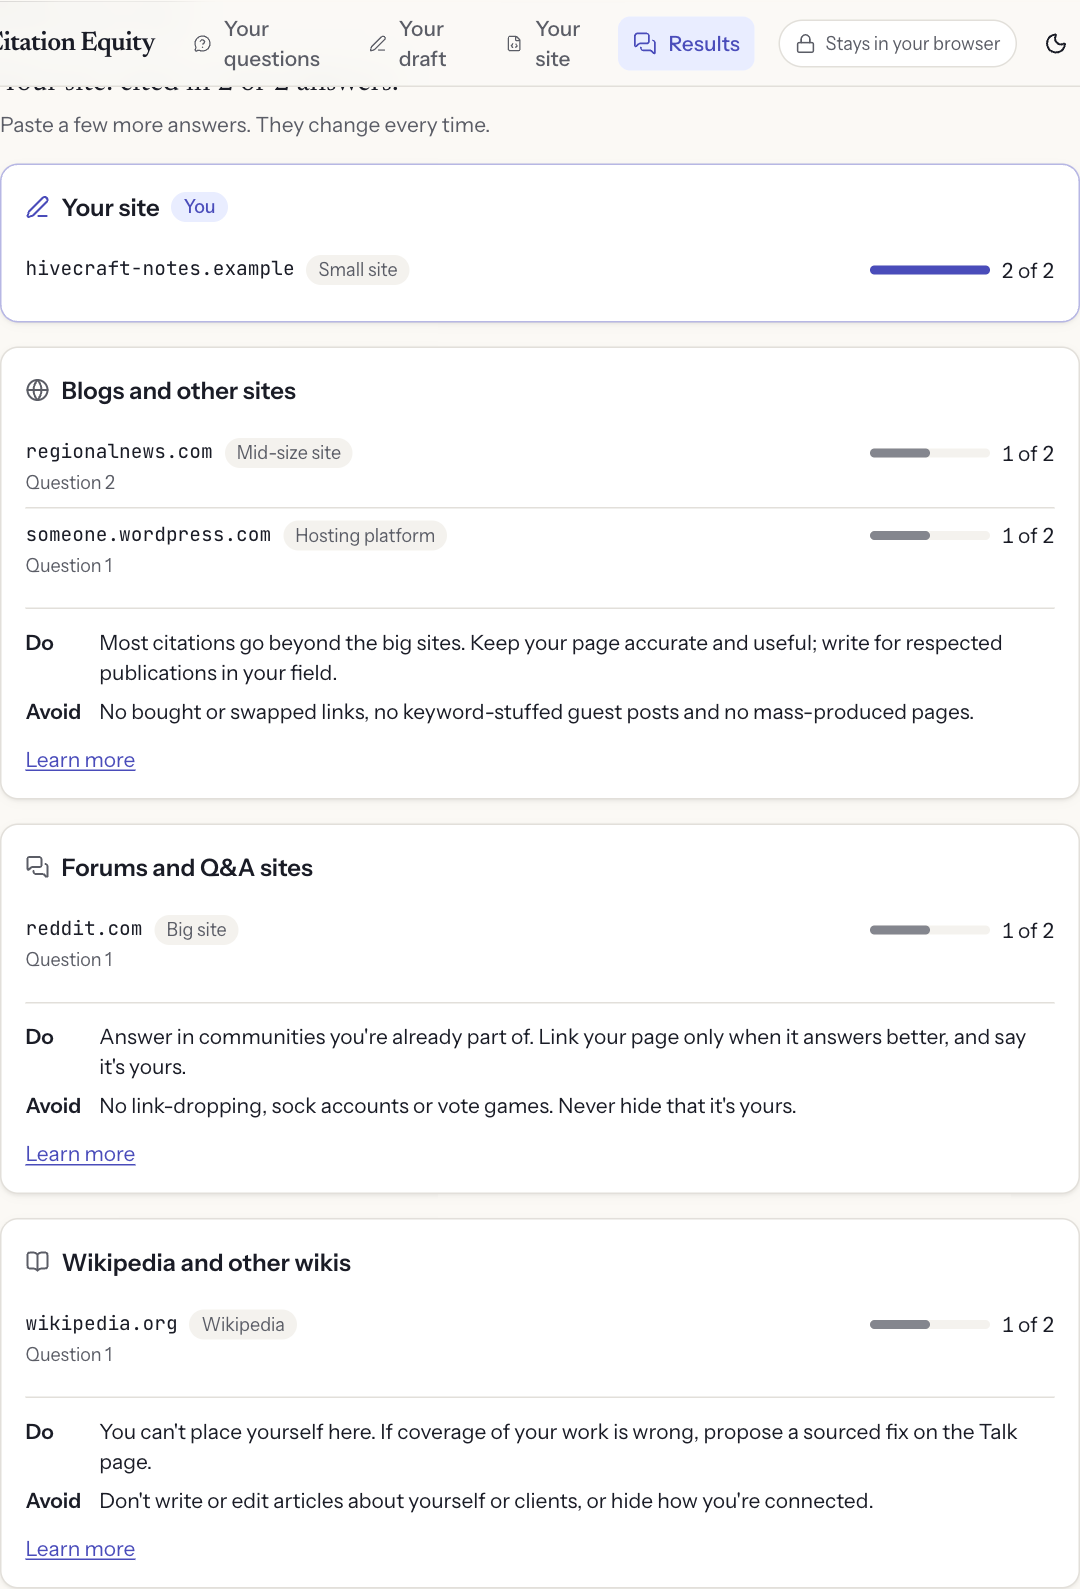 Citation Equity
Your questions
Your draft
Your site
Results
Stays in your browser
Your site: cited in 2 of 2 answers.
Paste a few more answers. They change every time.
Your site You
hivecraft-notes.example Small site 2 of 2
Blogs and other sites
regionalnews.com Mid-size site 1 of 2
Question 2
someone.wordpress.com Hosting platform 1 of 2
Question 1
Do Most citations go beyond the big sites. Keep your page accurate and useful; write for respected
publications in your field.
Avoid No bought or swapped links, no keyword-stuffed guest posts and no mass-produced pages.
Learn more
Forums and Q&A sites
reddit.com Big site 1 of 2
Question 1
Do Answer in communities you're already part of. Link your page only when it answers better, and say
it's yours.
Avoid No link-dropping, sock accounts or vote games. Never hide that it's yours.
Learn more
Wikipedia and other wikis
wikipedia.org Wikipedia 1 of 2
Question 1
Do You can't place yourself here. If coverage of your work is wrong, propose a sourced fix on the Talk
page.
Avoid Don't write or edit articles about yourself or clients, or hide how you're connected.
Learn more